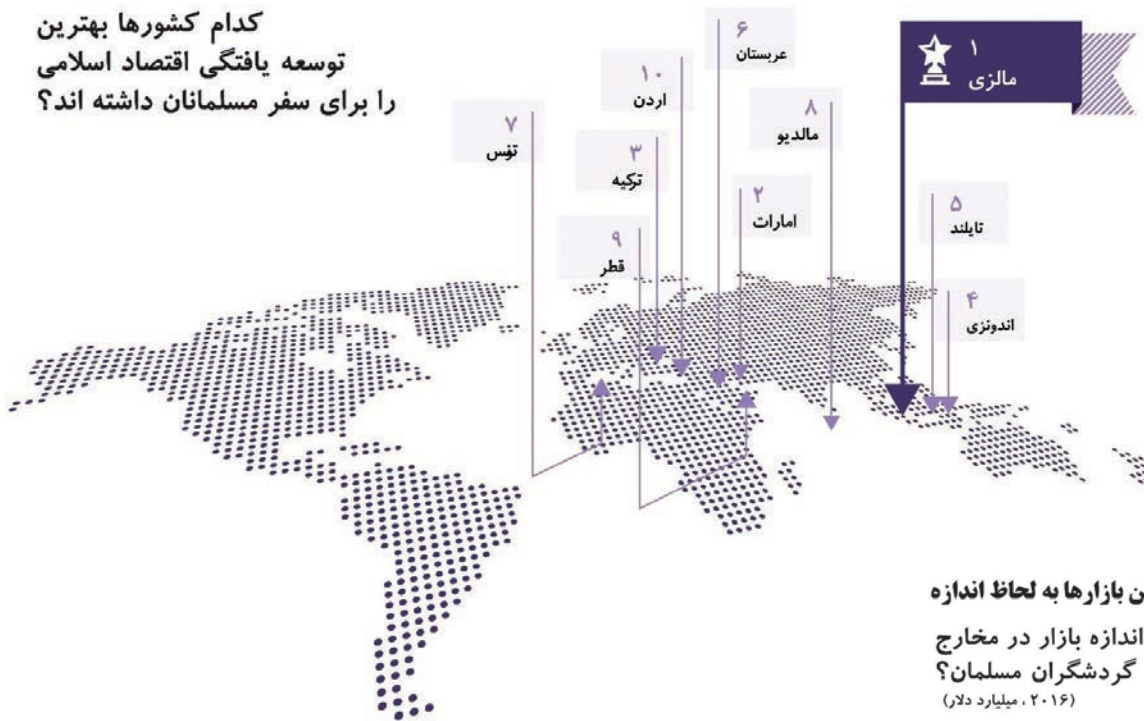 کدام کشورها بهترین
توسعه یافتگی اقتصاد اسلامی
را برای سفر مسلمانان داشته اند؟
۱
مالزی
۶
عربستان
۱۰
اردن
۸
مالدیو
۷
تونس
۳
ترکیه
۲
امارات
۵
تایلند
۹
قطر
۴
اندونزی
بازارها به لحاظ اندازه
اندازه بازار در مخارج
گردشگران مسلمان؟
(۲۰۱۶ ، میلیارد دلار)